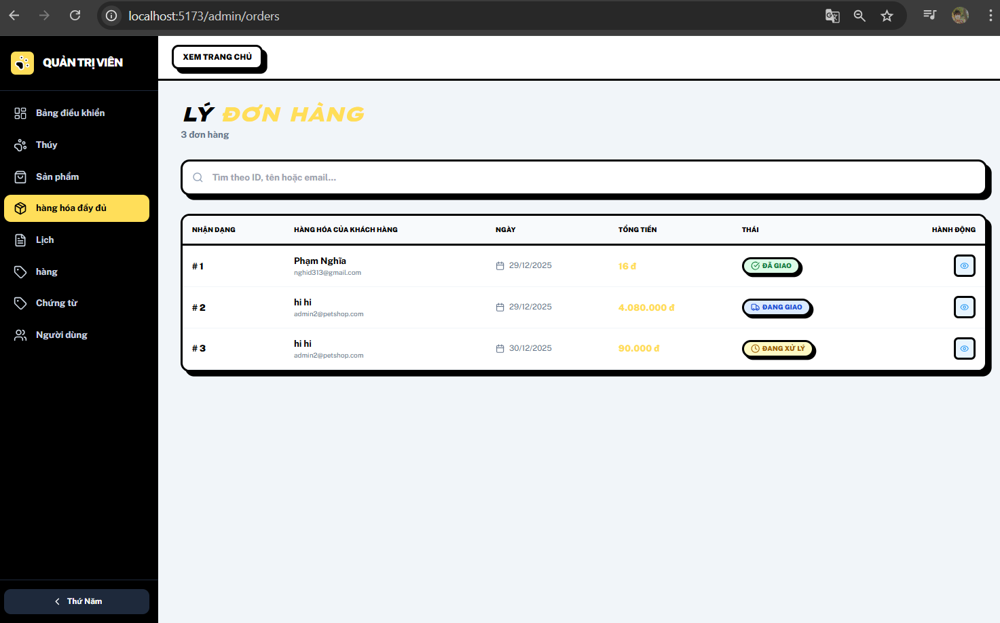 localhost:5173/admin/orders
QUẢN TRỊ VIÊN
Bảng điều khiển
Thúy
Sản phẩm
hàng hóa đầy đủ
Lịch
hàng
Chứng từ
Người dùng
Thứ Năm
XEM TRANG CHỦ
LÝ ĐƠN HÀNG
3 đơn hàng
Tìm theo ID, tên hoặc email...
NHẬN DẠNG HÀNG HÓA CỦA KHÁCH HÀNG NGÀY TỔNG TIỀN THÁI HÀNH ĐỘNG
# 1 Phạm Nghĩa 29/12/2025 16 đ ĐÃ GIAO
nghid313@gmail.com
# 2 hi hi 29/12/2025 4.080.000 đ ĐANG GIAO
admin2@petshop.com
# 3 hi hi 30/12/2025 90.000 đ ĐANG XỬ LÝ
admin2@petshop.com